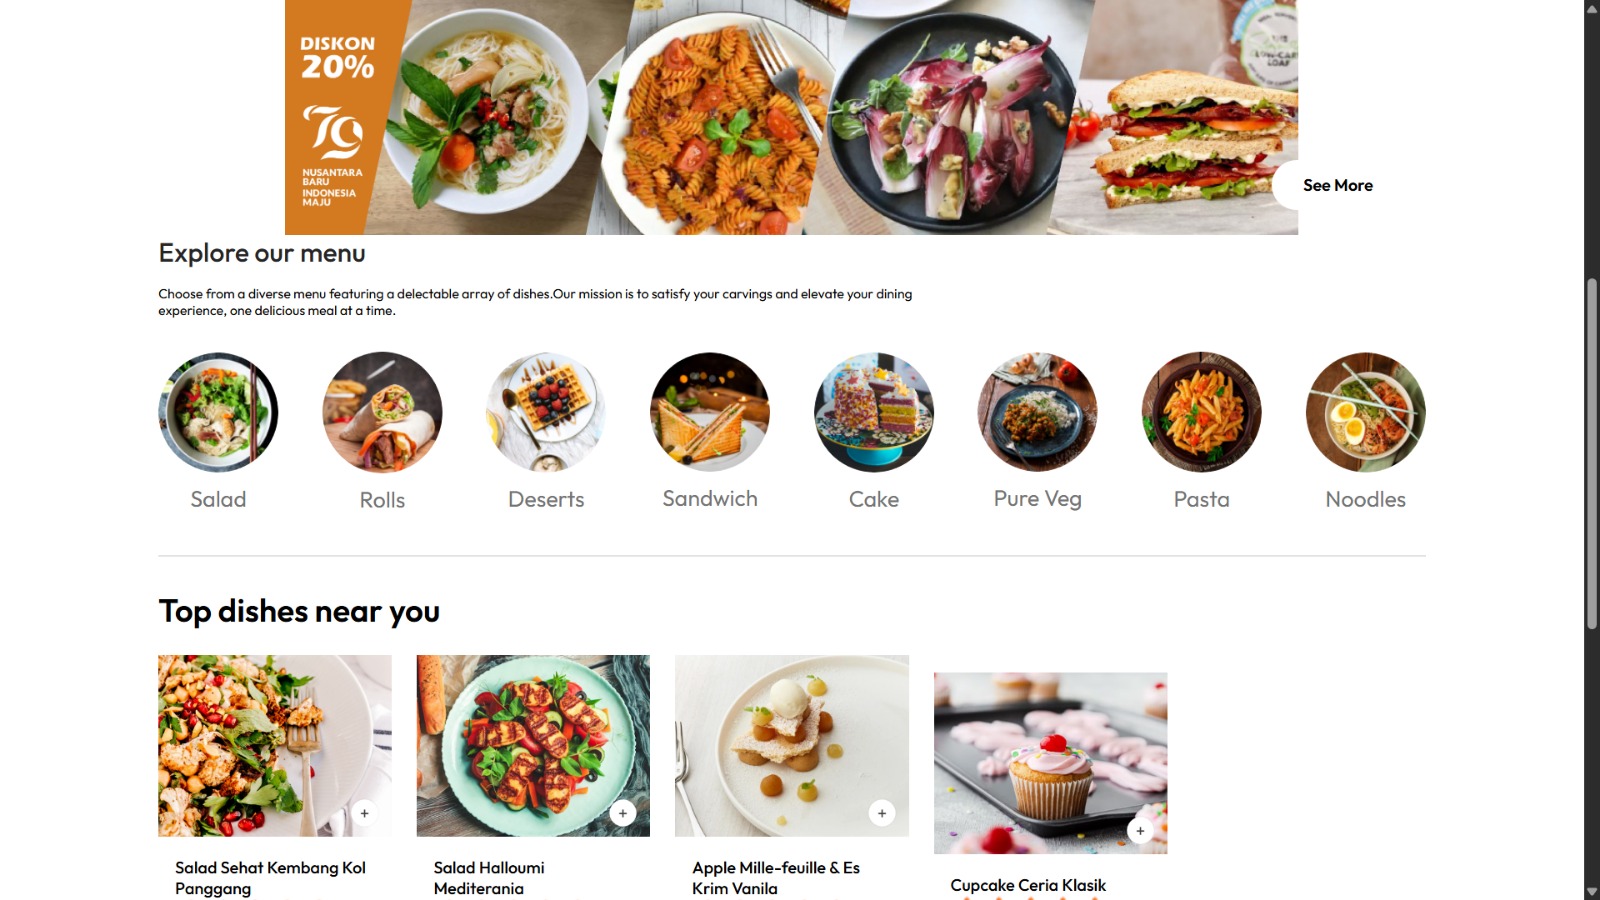 DISKON
20%
79
NUSANTARA
BARU
INDONESIA
MAJU
See More
Explore our menu
Choose from a diverse menu featuring a delectable array of dishes.Our mission is to satisfy your carvings and elevate your dining
experience, one delicious meal at a time.
Salad
Rolls
Deserts
Sandwich
Cake
Pure Veg
Pasta
Noodles
Top dishes near you
+
+
+
+
Salad Sehat Kembang Kol
Panggang
Salad Halloumi
Mediterania
Apple Mille-feuille & Es
Krim Vanila
Cupcake Ceria Klasik